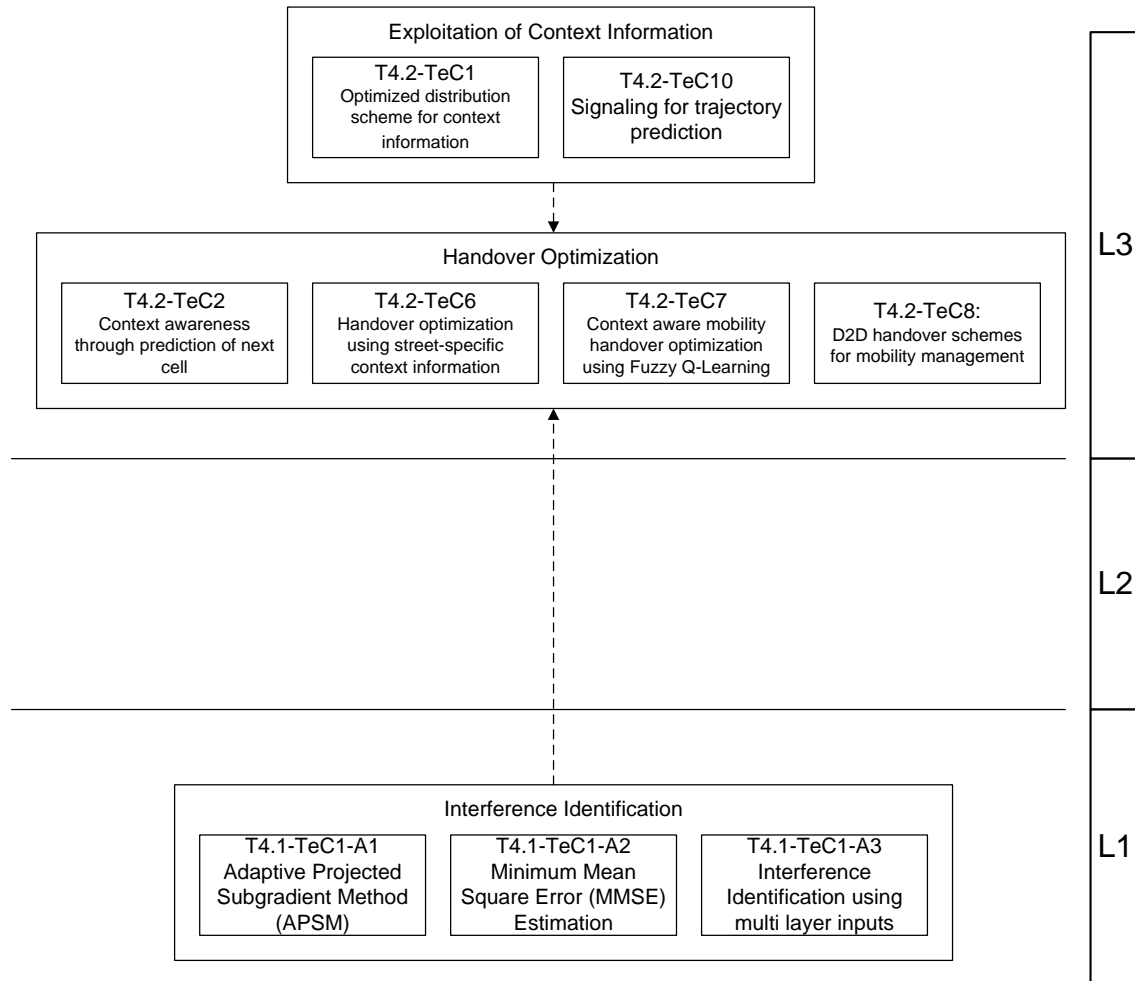 Exploitation of Context Information
T4.2-TeC1
Optimized distribution
scheme for context
information
T4.2-TeC10
Signaling for trajectory
prediction
L3
Handover Optimization
T4.2-TeC2
Context awareness
through prediction of next
cell
T4.2-TeC6
Handover optimization
using street-specific
context information
T4.2-TeC7
Context aware mobility
handover optimization
using Fuzzy Q-Learning
T4.2-TeC8:
D2D handover schemes
for mobility management
L2
Interference Identification
T4.1-TeC1-A1
Adaptive Projected
Subgradient Method
(APSM)
T4.1-TeC1-A2
Minimum Mean
Square Error (MMSE)
Estimation
T4.1-TeC1-A3
Interference
Identification using
multi layer inputs
L1